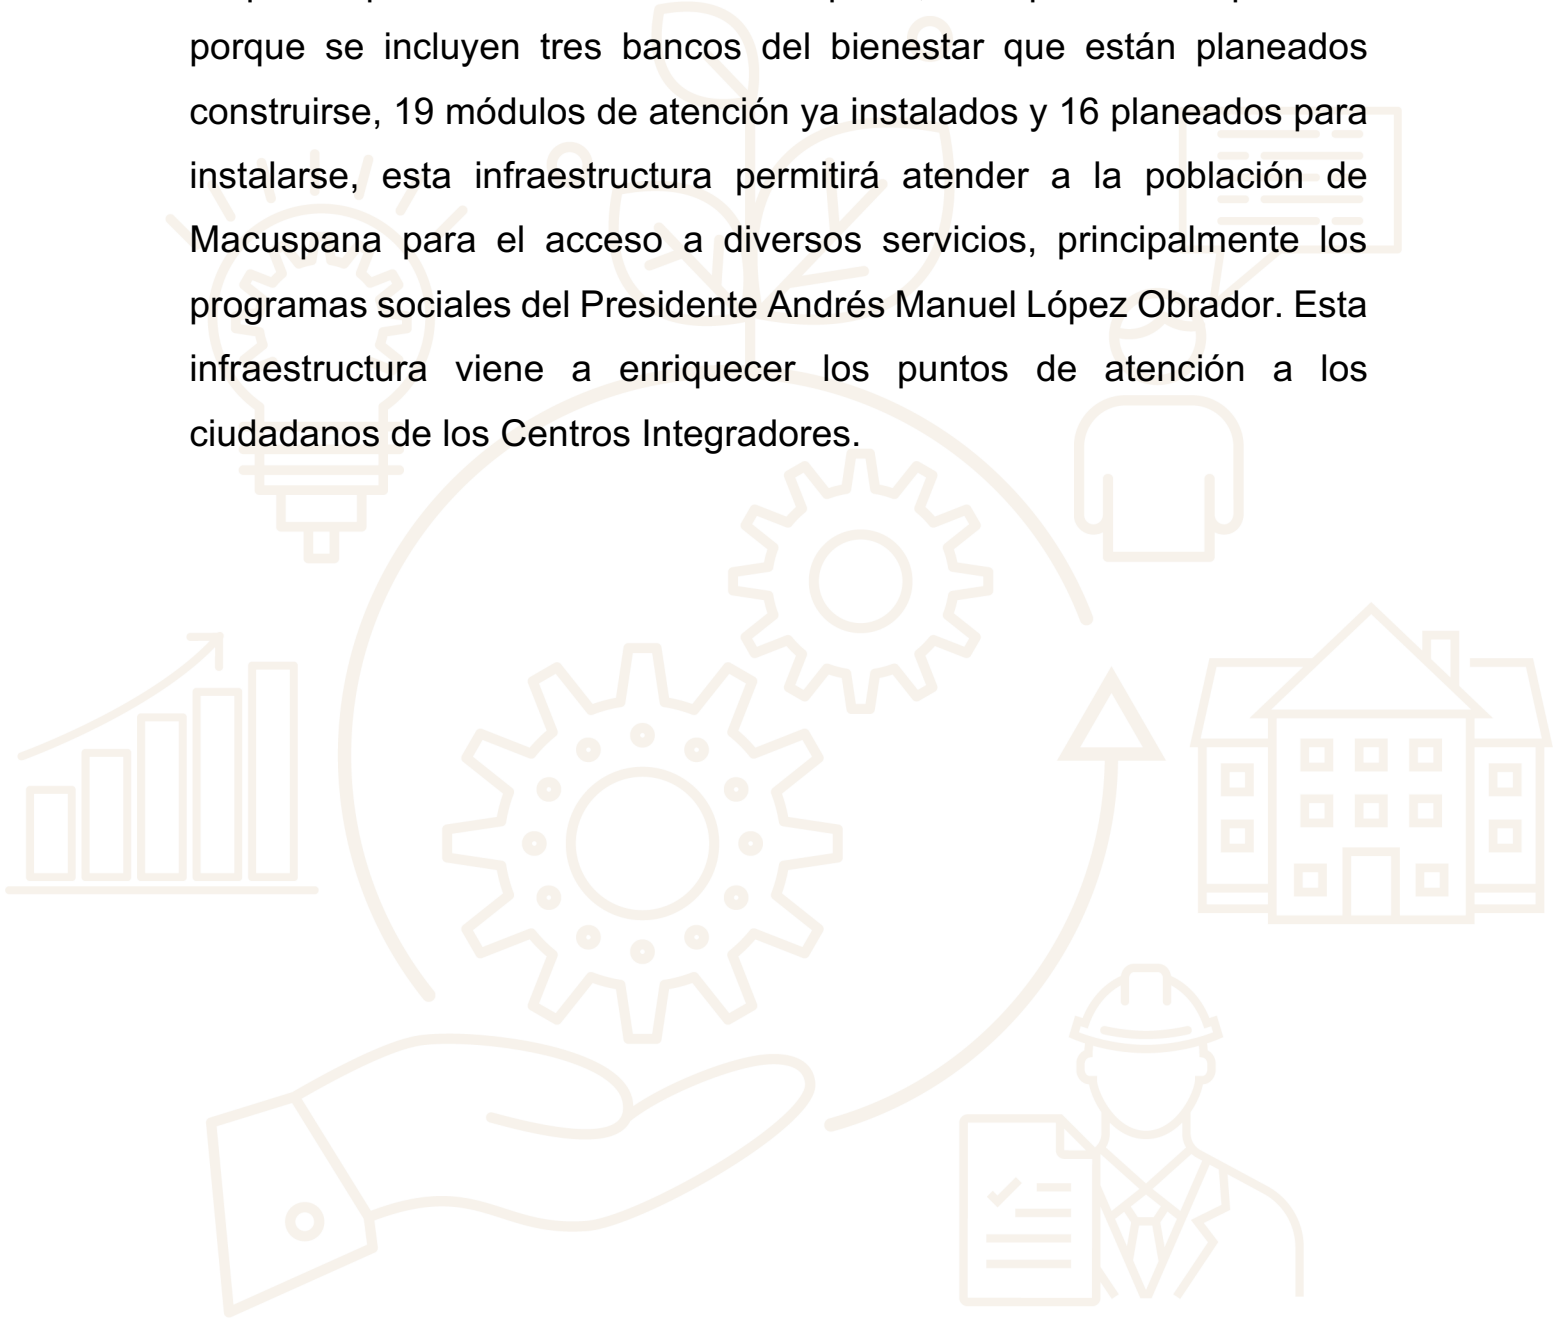 porque se incluyen tres bancos del bienestar que están planeados
construirse, 19 módulos de atención ya instalados y 16 planeados para
instalarse, esta infraestructura permitirá atender a la población de
Macuspana para el acceso a diversos servicios, principalmente los
programas sociales del Presidente Andrés Manuel López Obrador. Esta
infraestructura viene a enriquecer los puntos de atención a los
ciudadanos de los Centros Integradores.